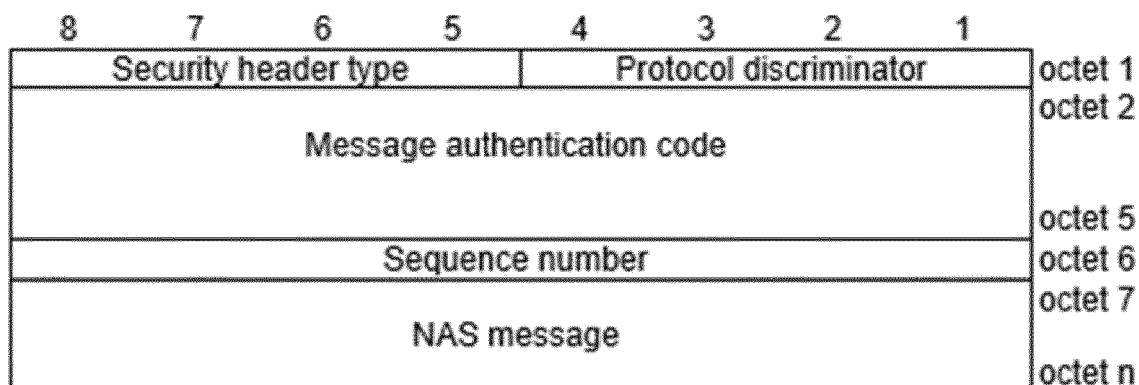 8 7 6 5 4 3 2 1
Security header type Protocol discriminator octet 1
octet 2
Message authentication code
octet 5
Sequence number octet 6
octet 7
NAS message
octet n